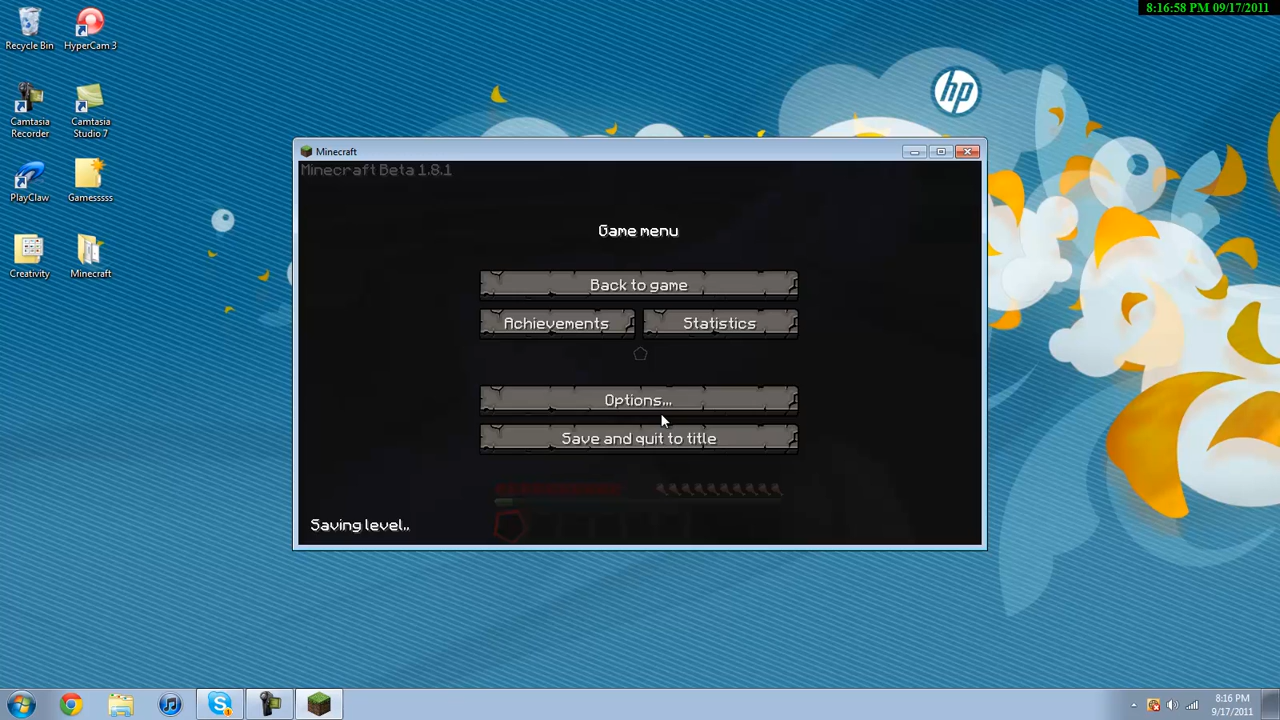 8:16:58 PM 09/17/2011
Recycle Bin
HyperCam 3
hp
Camtasia
Recorder
Camtasia
Studio 7
PlayClaw
Gamesssss
Creativity
Minecraft
Minecraft
Minecraft Beta 1.8.1
Game menu
Back to game
Achievements
Statistics
Options...
Save and quit to title
Saving level..
8:16 PM
9/17/2011